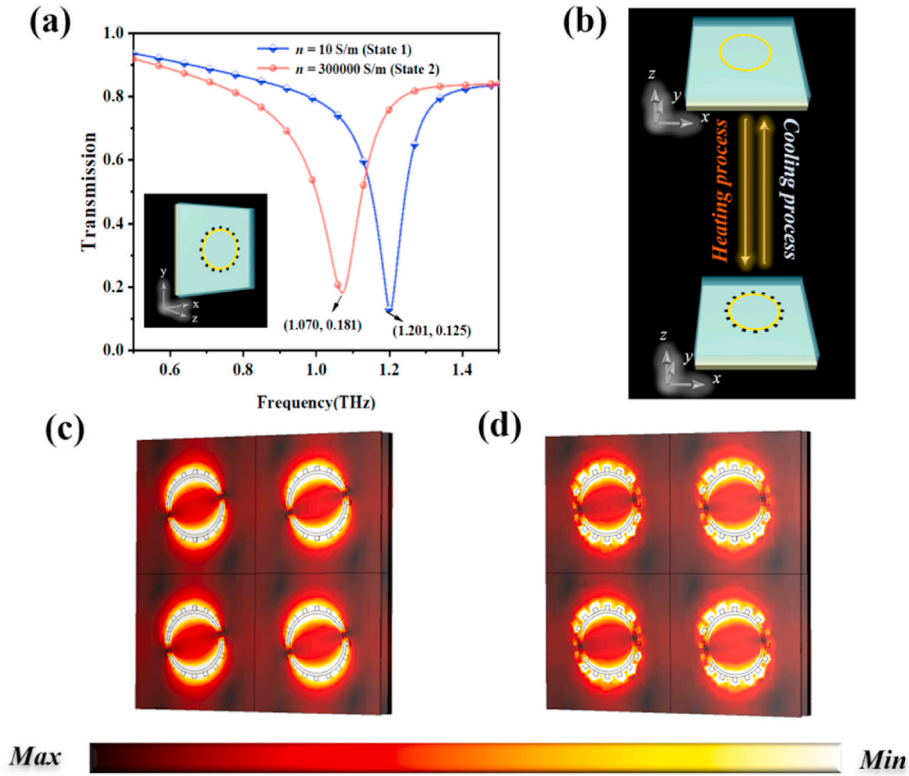 (a)
1.0
0.8
0.6
0.4
0.2
0.0
Transmission
n = 10 S/m (State 1)
n = 300000 S/m (State 2)
y
x
z
(1.070, 0.181)
(1.201, 0.125)
0.6
0.8
1.0
1.2
1.4
Frequency(THz)
(b)
z
y
x
Heating process
Cooling process
z
y
x
(c)
(d)
Max
Min